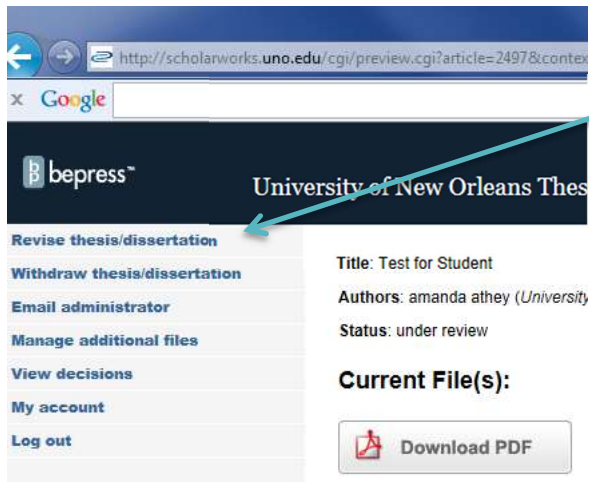 http://scholarworks.uno.edu/cgi/preview.cgi?article=2497&contex
x Google
bepress™
University of New Orleans Thes
Revise thesis/dissertation
Withdraw thesis/dissertation
Email administrator
Manage additional files
View decisions
My account
Log out
Title: Test for Student
Authors: amanda athey (University
Status: under review
Current File(s):
Download PDF